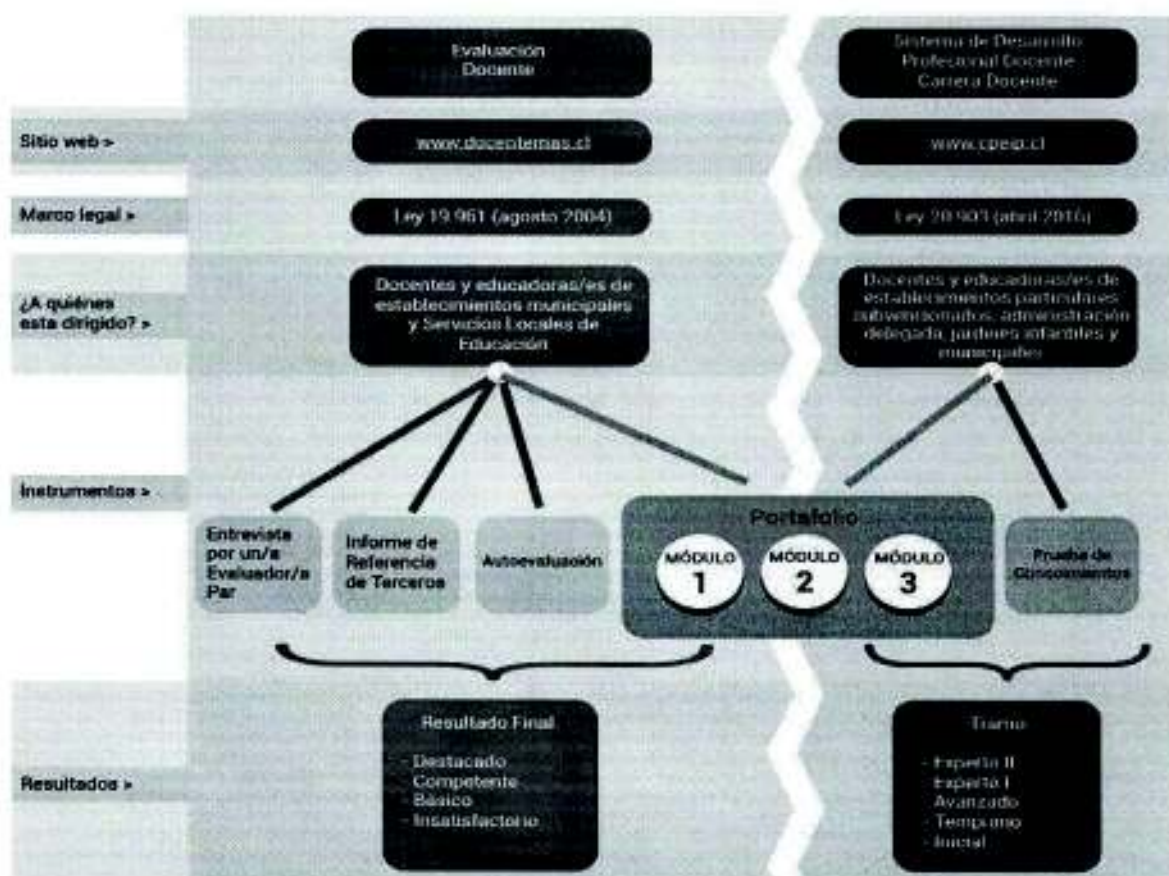 Evaluación
Docente
Sistema de Desarrollo
Profesional Docente
Carrera Docente
Sitio web >
www.docentemas.cl
www.cpeip.cl
Marco legal >
Ley 19.961 (agosto 2004)
Ley 20.903 (abril 2016)
¿A quiénes
esta dirigido? >
Docentes y educadoras/es de
establecimientos municipales
y Servicios Locales de
Educación
Docentes y educadoras/es de
establecimientos particulares
subvencionados, administración
delegada, jardines infantiles y
municipales
Instrumentos >
Entrevista
por un/a
Evaluador/a
Par
Informe de
Referencia
de Terceros
Autoevaluación
Portafolio
MÓDULO
1
MÓDULO
2
MÓDULO
3
Prueba de
Conocimientos
Resultados >
Resultado Final
- Destacado
- Competente
- Básico
- Insatisfactorio
Tramo
- Experto II
- Experto I
- Avanzado
- Temprano
- Inicial